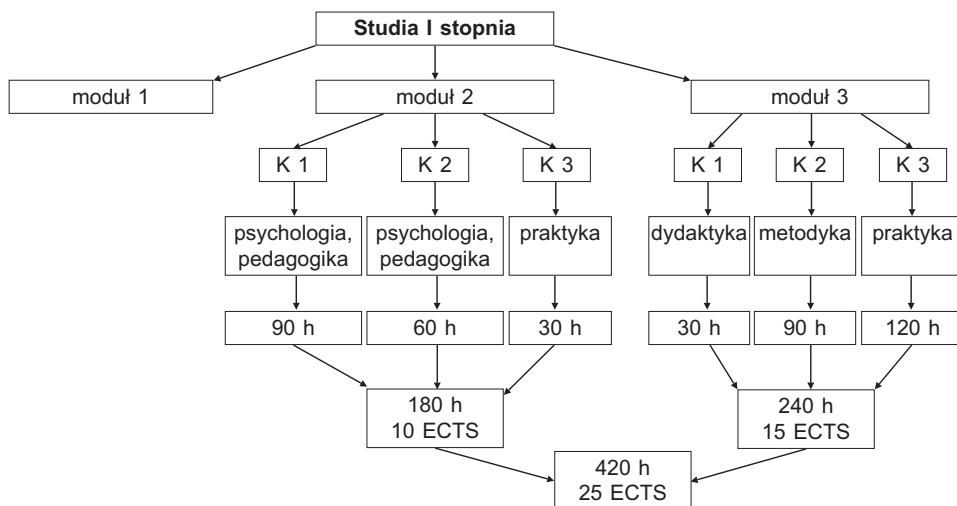 Studia I stopnia
moduł 1
moduł 2
moduł 3
K 1
K 2
K 3
K 1
K 2
K 3
psychologia,
pedagogika
psychologia,
pedagogika
praktyka
dydaktyka
metodyka
praktyka
90 h
60 h
30 h
30 h
90 h
120 h
180 h
10 ECTS
240 h
15 ECTS
420 h
25 ECTS